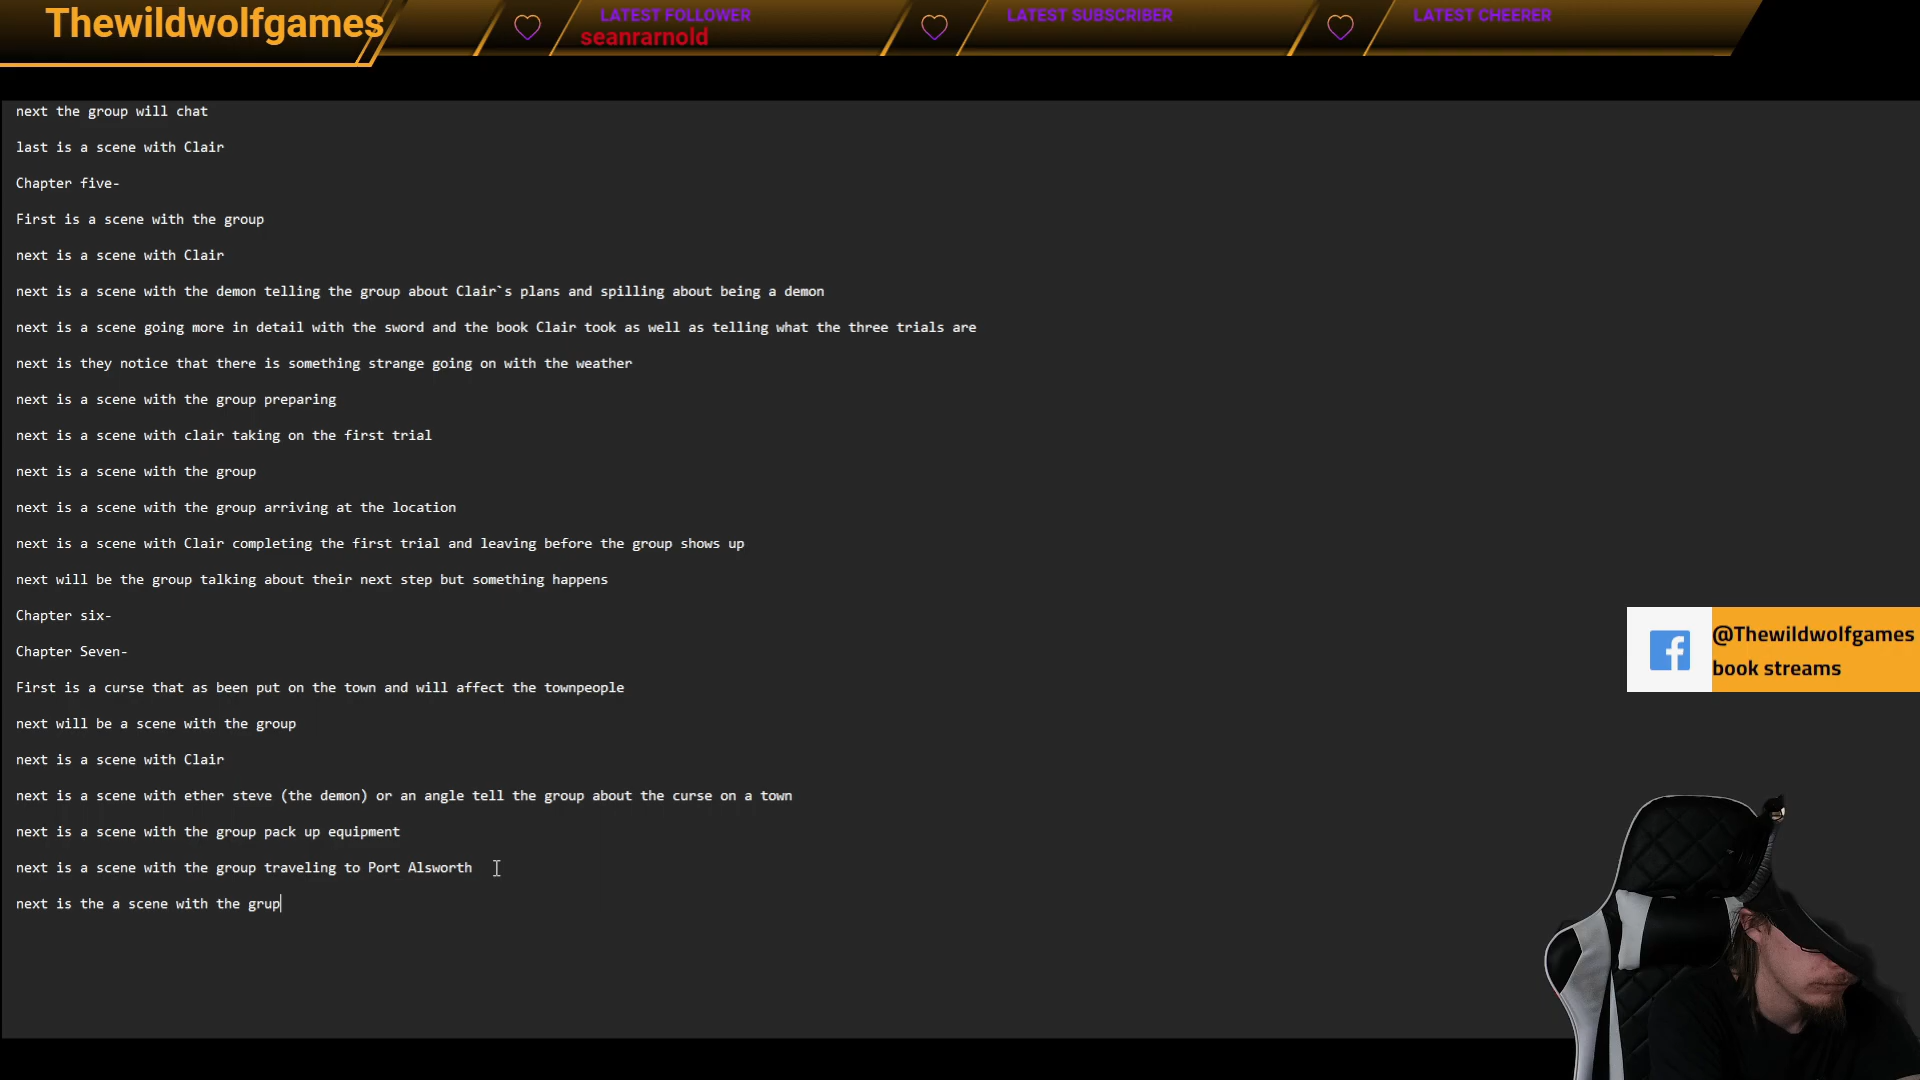 Thewildwolfgames
LATEST FOLLOWER
seanrarnold
LATEST SUBSCRIBER
LATEST CHEERER
next the group will chat
last is a scene with Clair
Chapter five-
First is a scene with the group
next is a scene with Clair
next is a scene with the demon telling the group about Clair`s plans and spilling about being a demon
next is a scene going more in detail with the sword and the book Clair took as well as telling what the three trials are
next is they notice that there is something strange going on with the weather
next is a scene with the group preparing
next is a scene with clair taking on the first trial
next is a scene with the group
next is a scene with the group arriving at the location
next is a scene with Clair completing the first trial and leaving before the group shows up
next will be the group talking about their next step but something happens
Chapter six-
Chapter Seven-
First is a curse that as been put on the town and will affect the townpeople
next will be a scene with the group
next is a scene with Clair
next is a scene with ether steve (the demon) or an angle tell the group about the curse on a town
next is a scene with the group pack up equipment
next is a scene with the group traveling to Port Alsworth
next is the a scene with the grup
@Thewildwolfgames
book streams